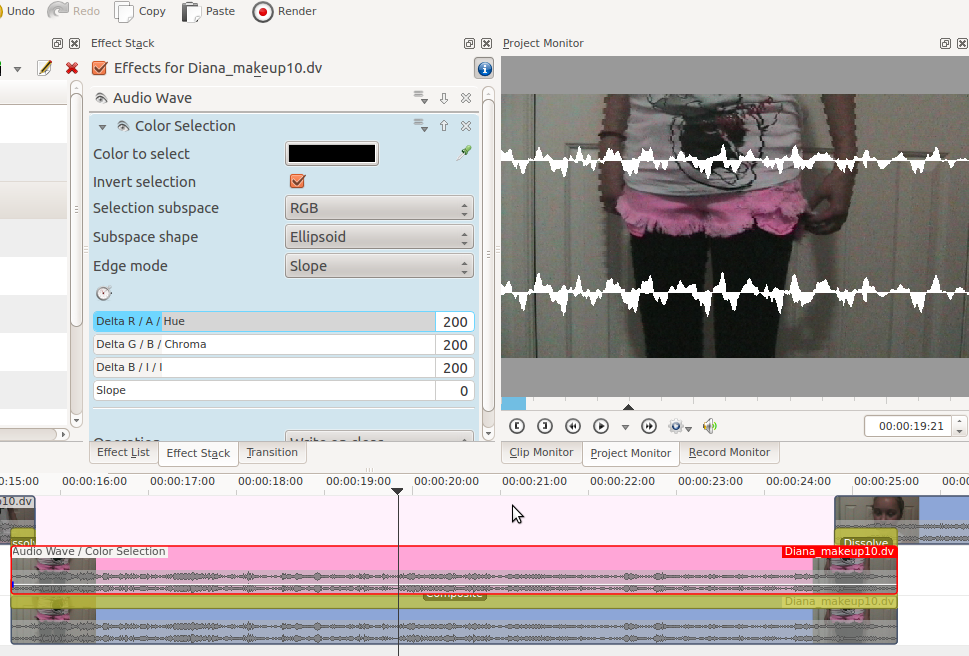 Undo Redo Copy Paste Render
Effect Stack
Project Monitor
Effects for Diana_makeup10.dv
Audio Wave
Color Selection
Color to select
Invert selection
Selection subspace RGB
Subspace shape Ellipsoid
Edge mode Slope
Delta R / A / Hue 200
Delta G / B / Chroma 200
Delta B / I / I 200
Slope 0
Operation Write on clear
00:00:19:21
Effect List Effect Stack Transition
Clip Monitor Project Monitor Record Monitor
0:15:00 00:00:16:00 00:00:17:00 00:00:18:00 00:00:19:00 00:00:20:00 00:00:21:00 00:00:22:00 00:00:23:00 00:00:24:00 00:00:25:00 00:00
p10.dv
ssolv
Dissolve
Audio Wave / Color Selection Diana_makeup10.dv
Composite
Diana_makeup10.dv